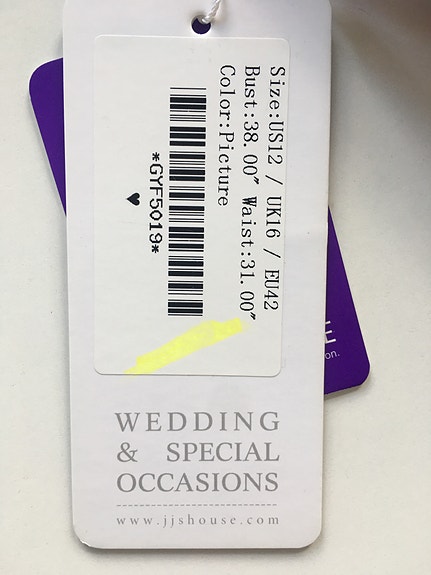 Size:US12 / UK16 / EU42
Bust:38.00" Waist:31.00"
Color:Picture
*GYF5019*
WEDDING
& SPECIAL
OCCASIONS
www.jjshouse.com
E
on.